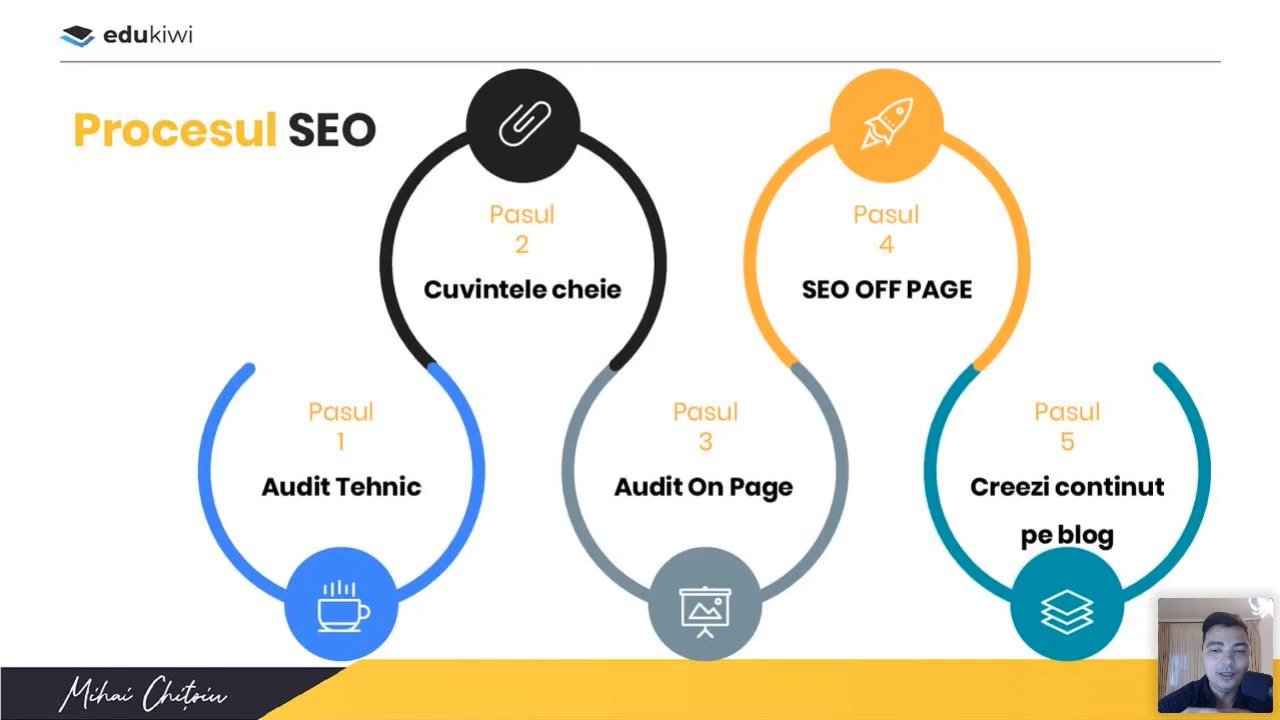 edukiwi
Procesul SEO
Pasul
1
Audit Tehnic
Pasul
2
Cuvintele cheie
Pasul
3
Audit On Page
Pasul
4
SEO OFF PAGE
Pasul
5
Creezi continut
pe blog
Mihai Chițoiu